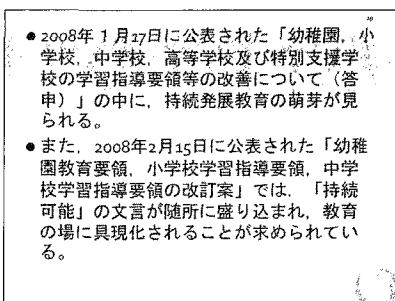 ● 2008年1月17日に公表された「幼稚園，小
学校，中学校，高等学校及び特別支援学
校の学習指導要領等の改善について（答
申）」の中に，持続発展教育の萌芽が見
られる。
● また，2008年2月15日に公表された「幼稚
園教育要領，小学校学習指導要領，中学
校学習指導要領の改訂案」では，「持続
可能」の文言が随所に盛り込まれ，教育
の場に具現化されることが求められてい
る。